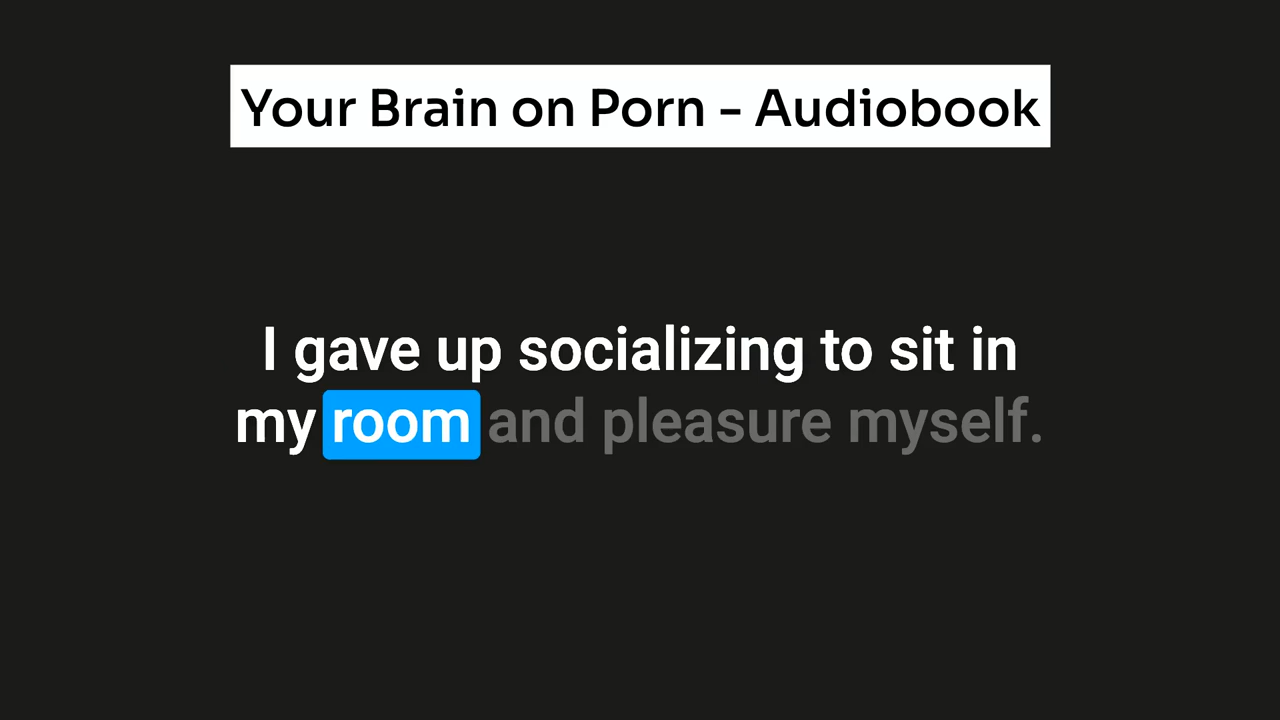 Your Brain on Porn - Audiobook
I gave up socializing to sit in
my room and pleasure myself.